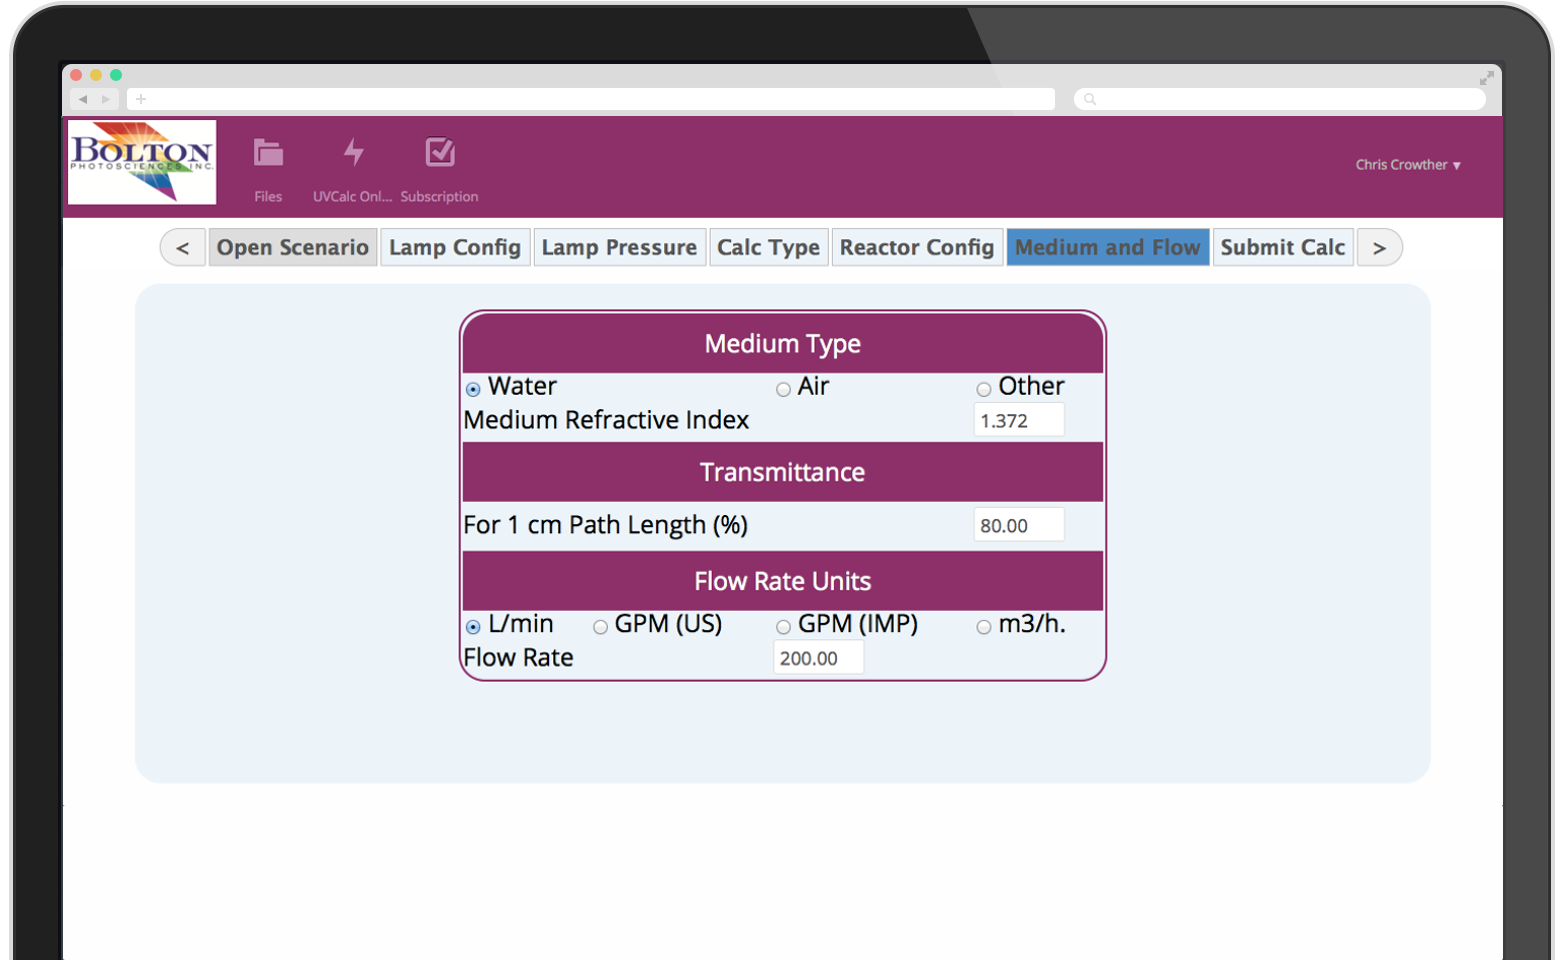 BOLTON
PHOTOSCIENCES INC.
Files
UVCalc Onl...
Subscription
Chris Crowther ▼
<
Open Scenario
Lamp Config
Lamp Pressure
Calc Type
Reactor Config
Medium and Flow
Submit Calc
>
Medium Type
Water
Air
Other
Medium Refractive Index
1.372
Transmittance
For 1 cm Path Length (%)
80.00
Flow Rate Units
L/min
GPM (US)
GPM (IMP)
m3/h.
Flow Rate
200.00